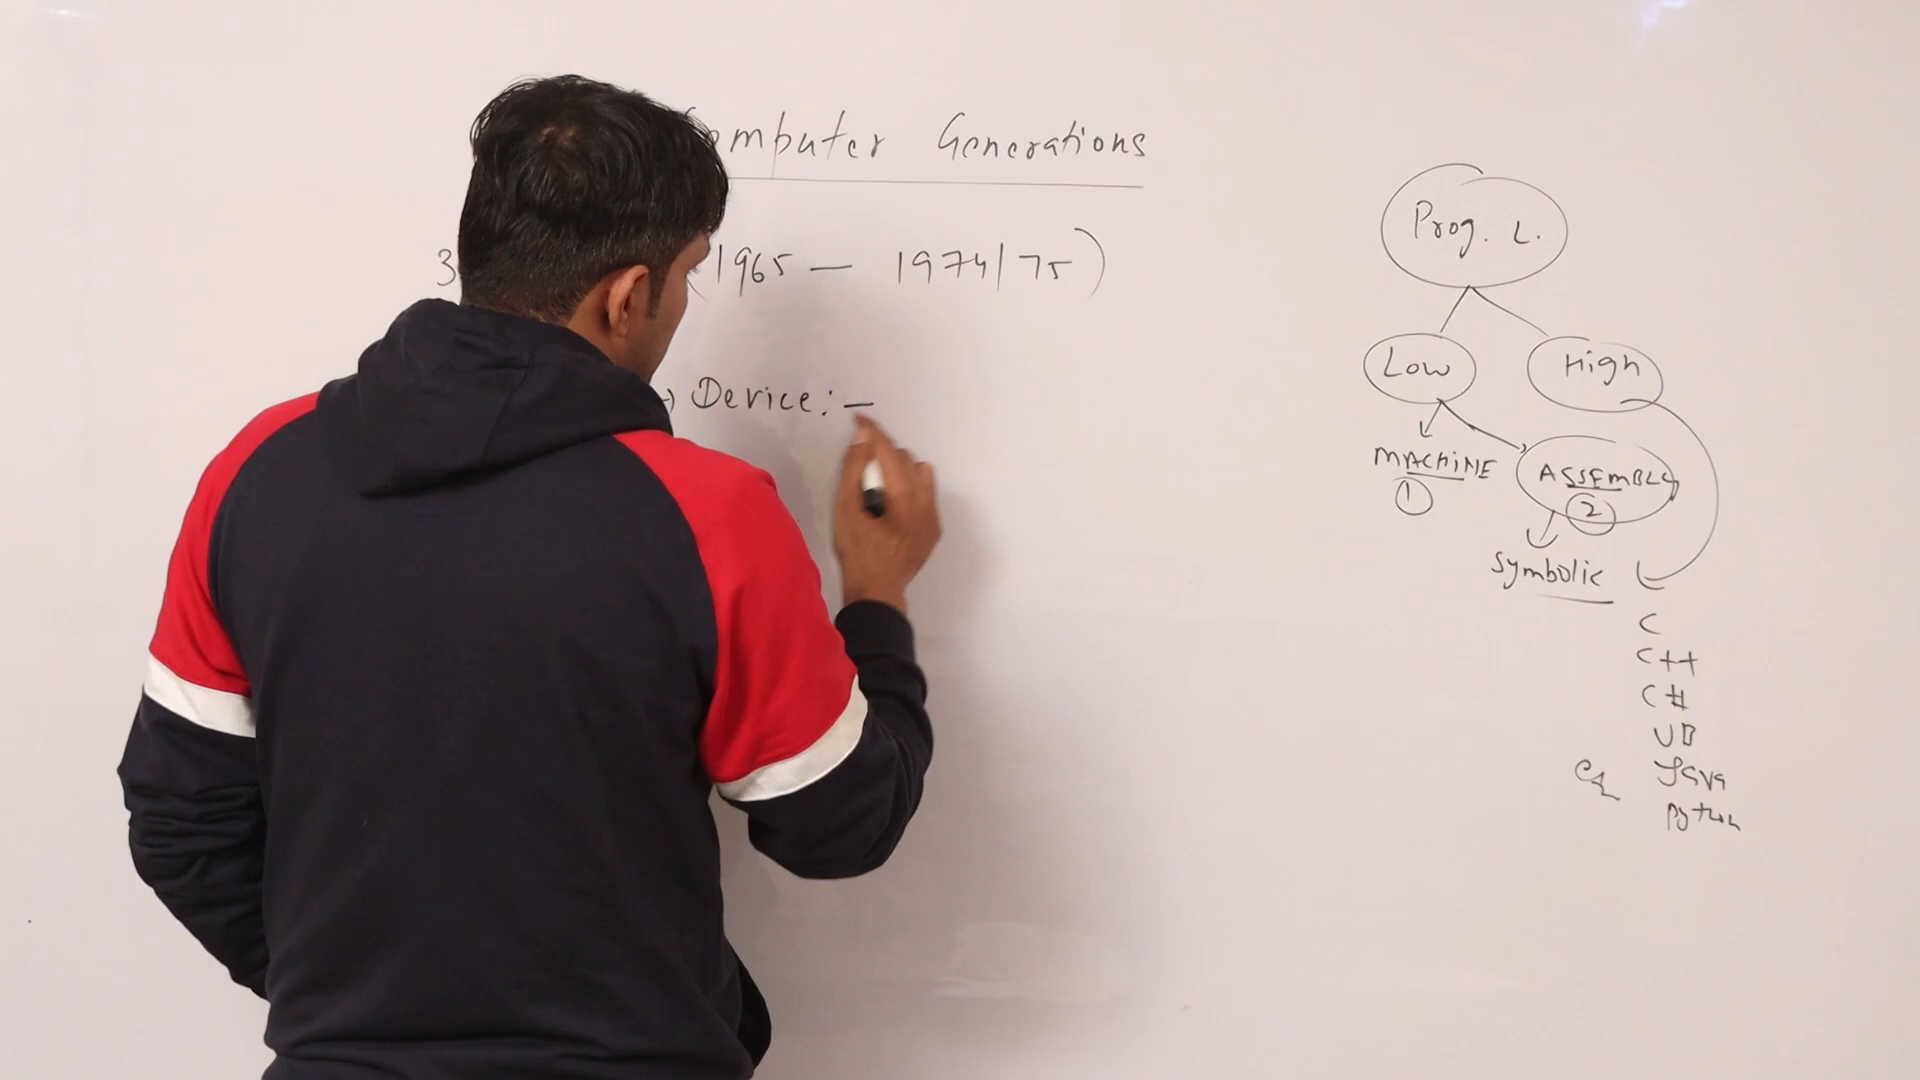 Computer Generations
3 (1965 — 1974/75)
Device: —
Prog. L.
Low
High
MACHINE
1
ASSEMBLY
2
Symbolic
C
C++
C#
VB
Java
Python